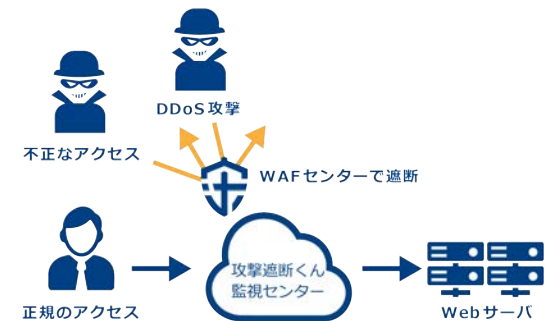 DDoS攻撃
不正なアクセス
WAFセンターで遮断
攻撃遮断くん
監視センター
正規のアクセス
Webサーバ